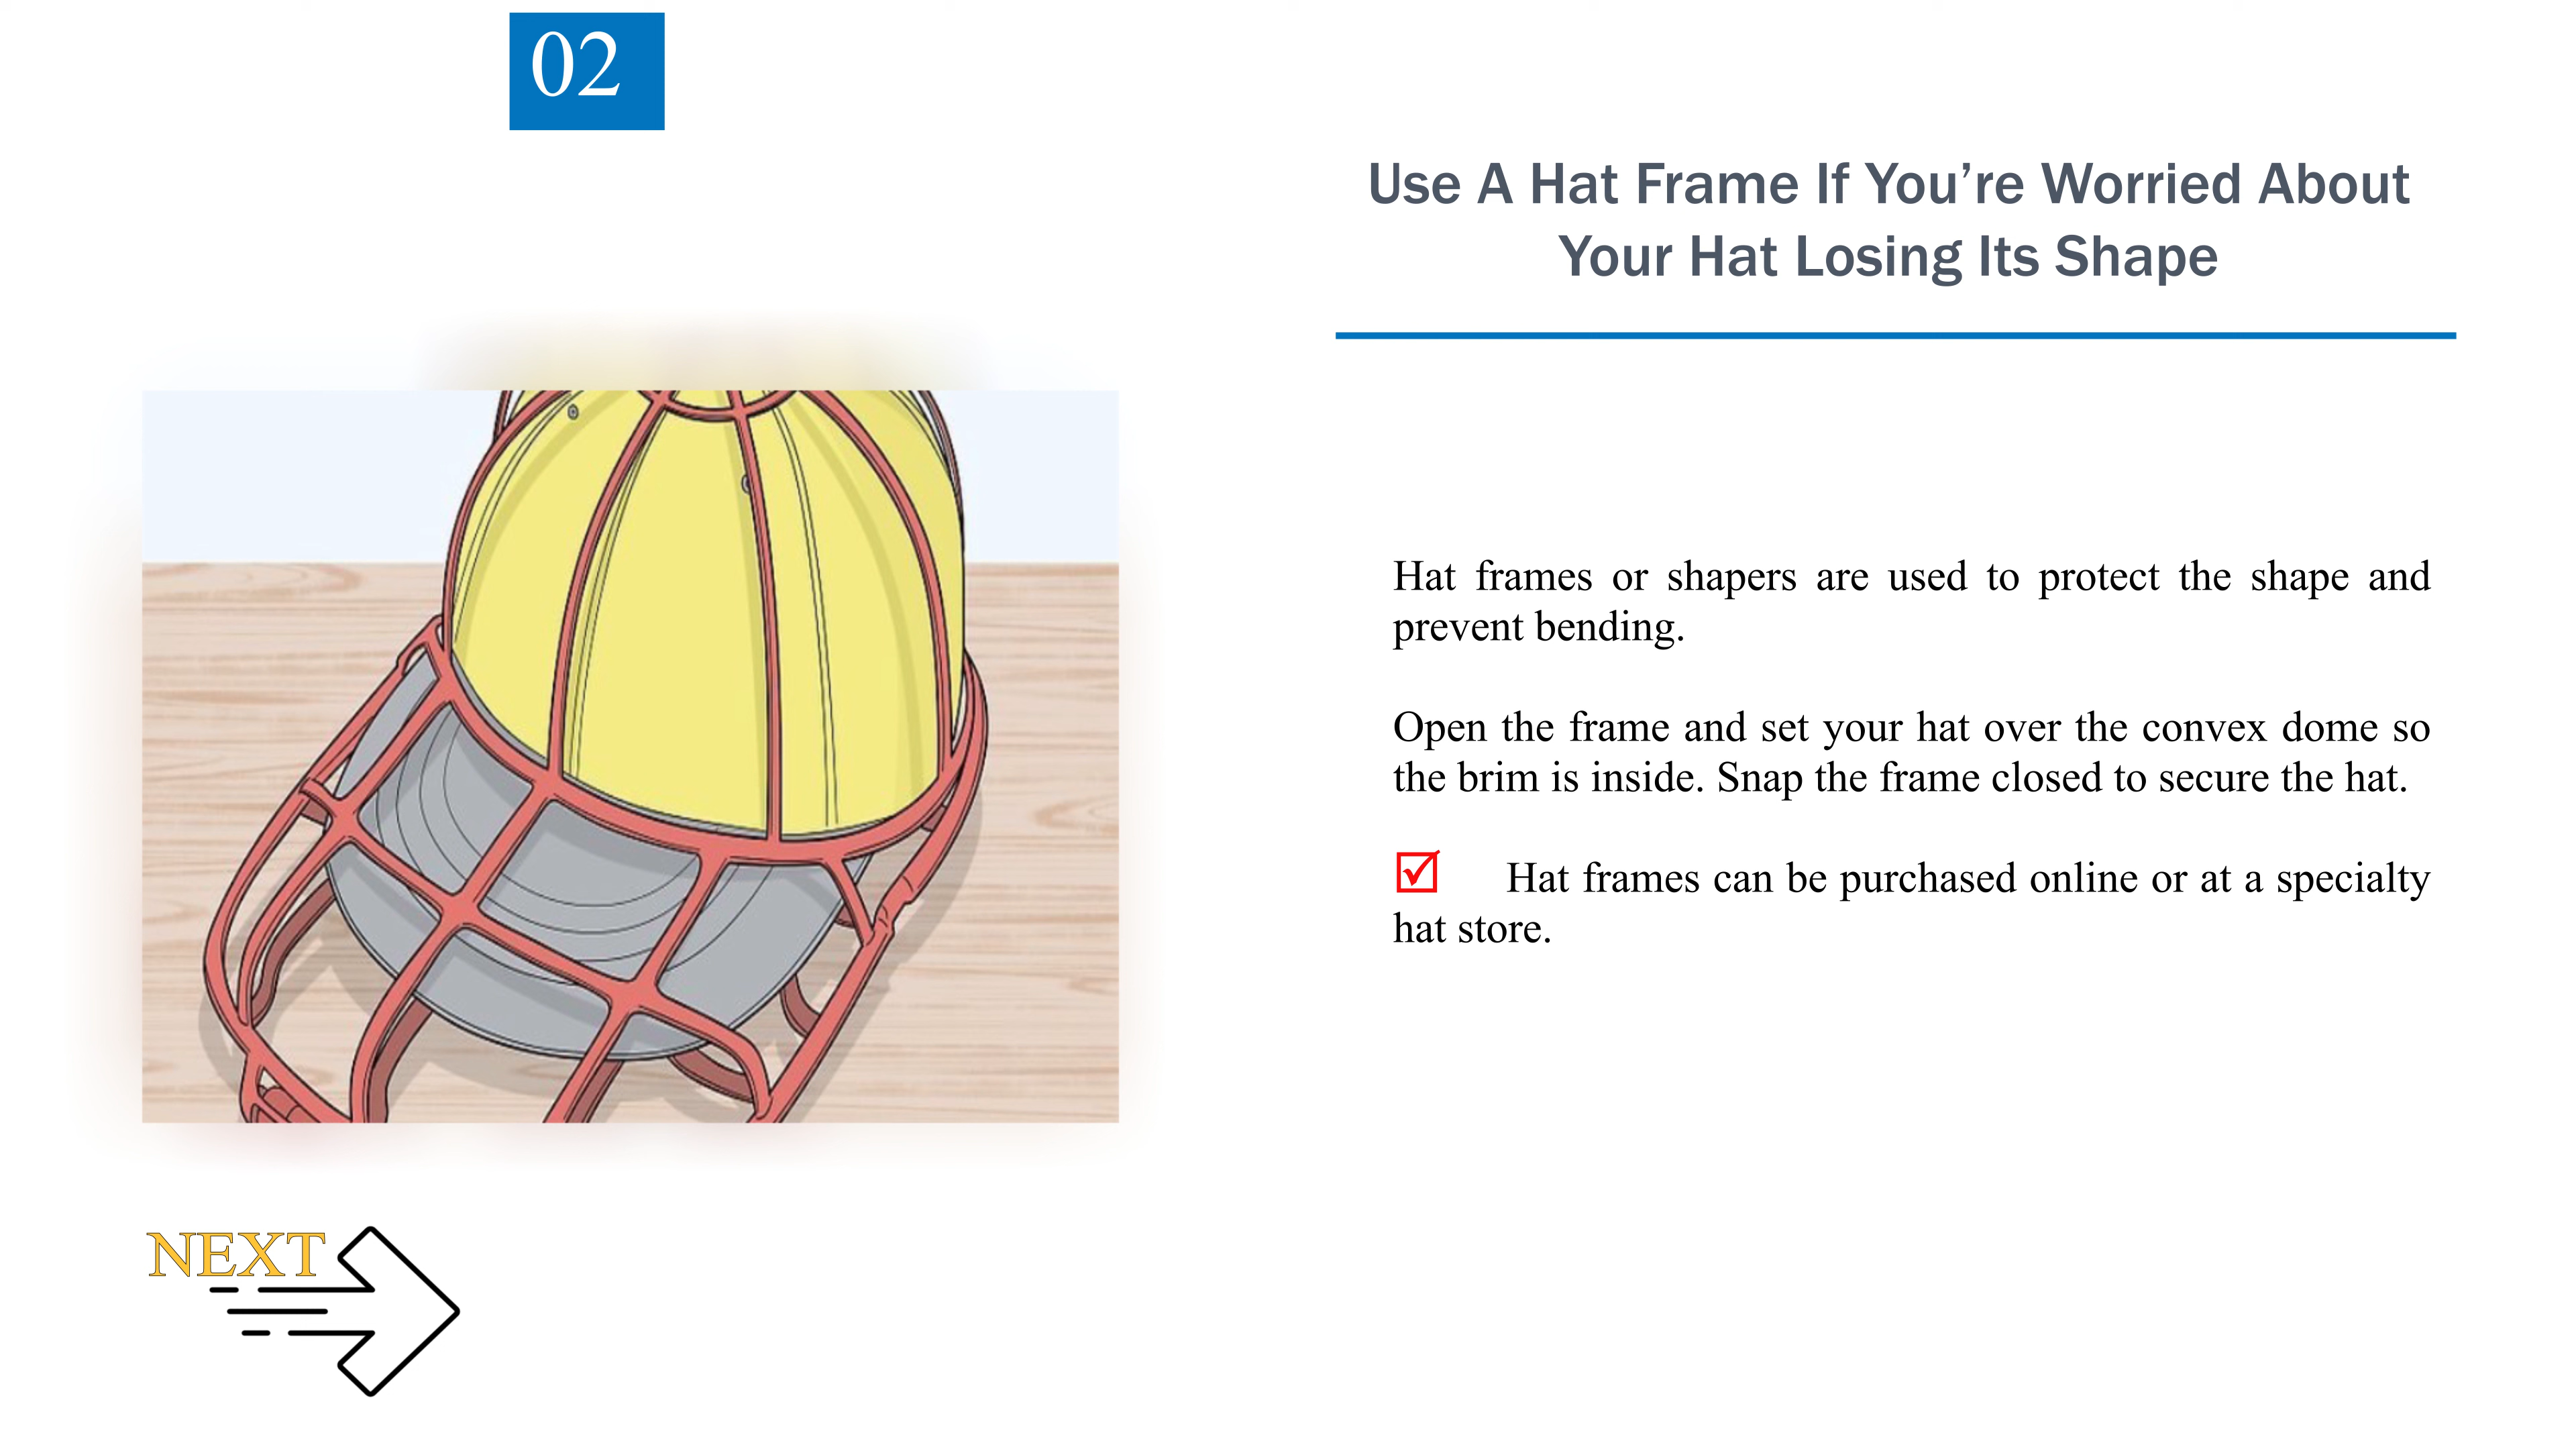 02
Use A Hat Frame If You’re Worried About
Your Hat Losing Its Shape
Hat frames or shapers are used to protect the shape and
prevent bending.
Open the frame and set your hat over the convex dome so
the brim is inside. Snap the frame closed to secure the hat.
☑ Hat frames can be purchased online or at a specialty
hat store.
NEXT